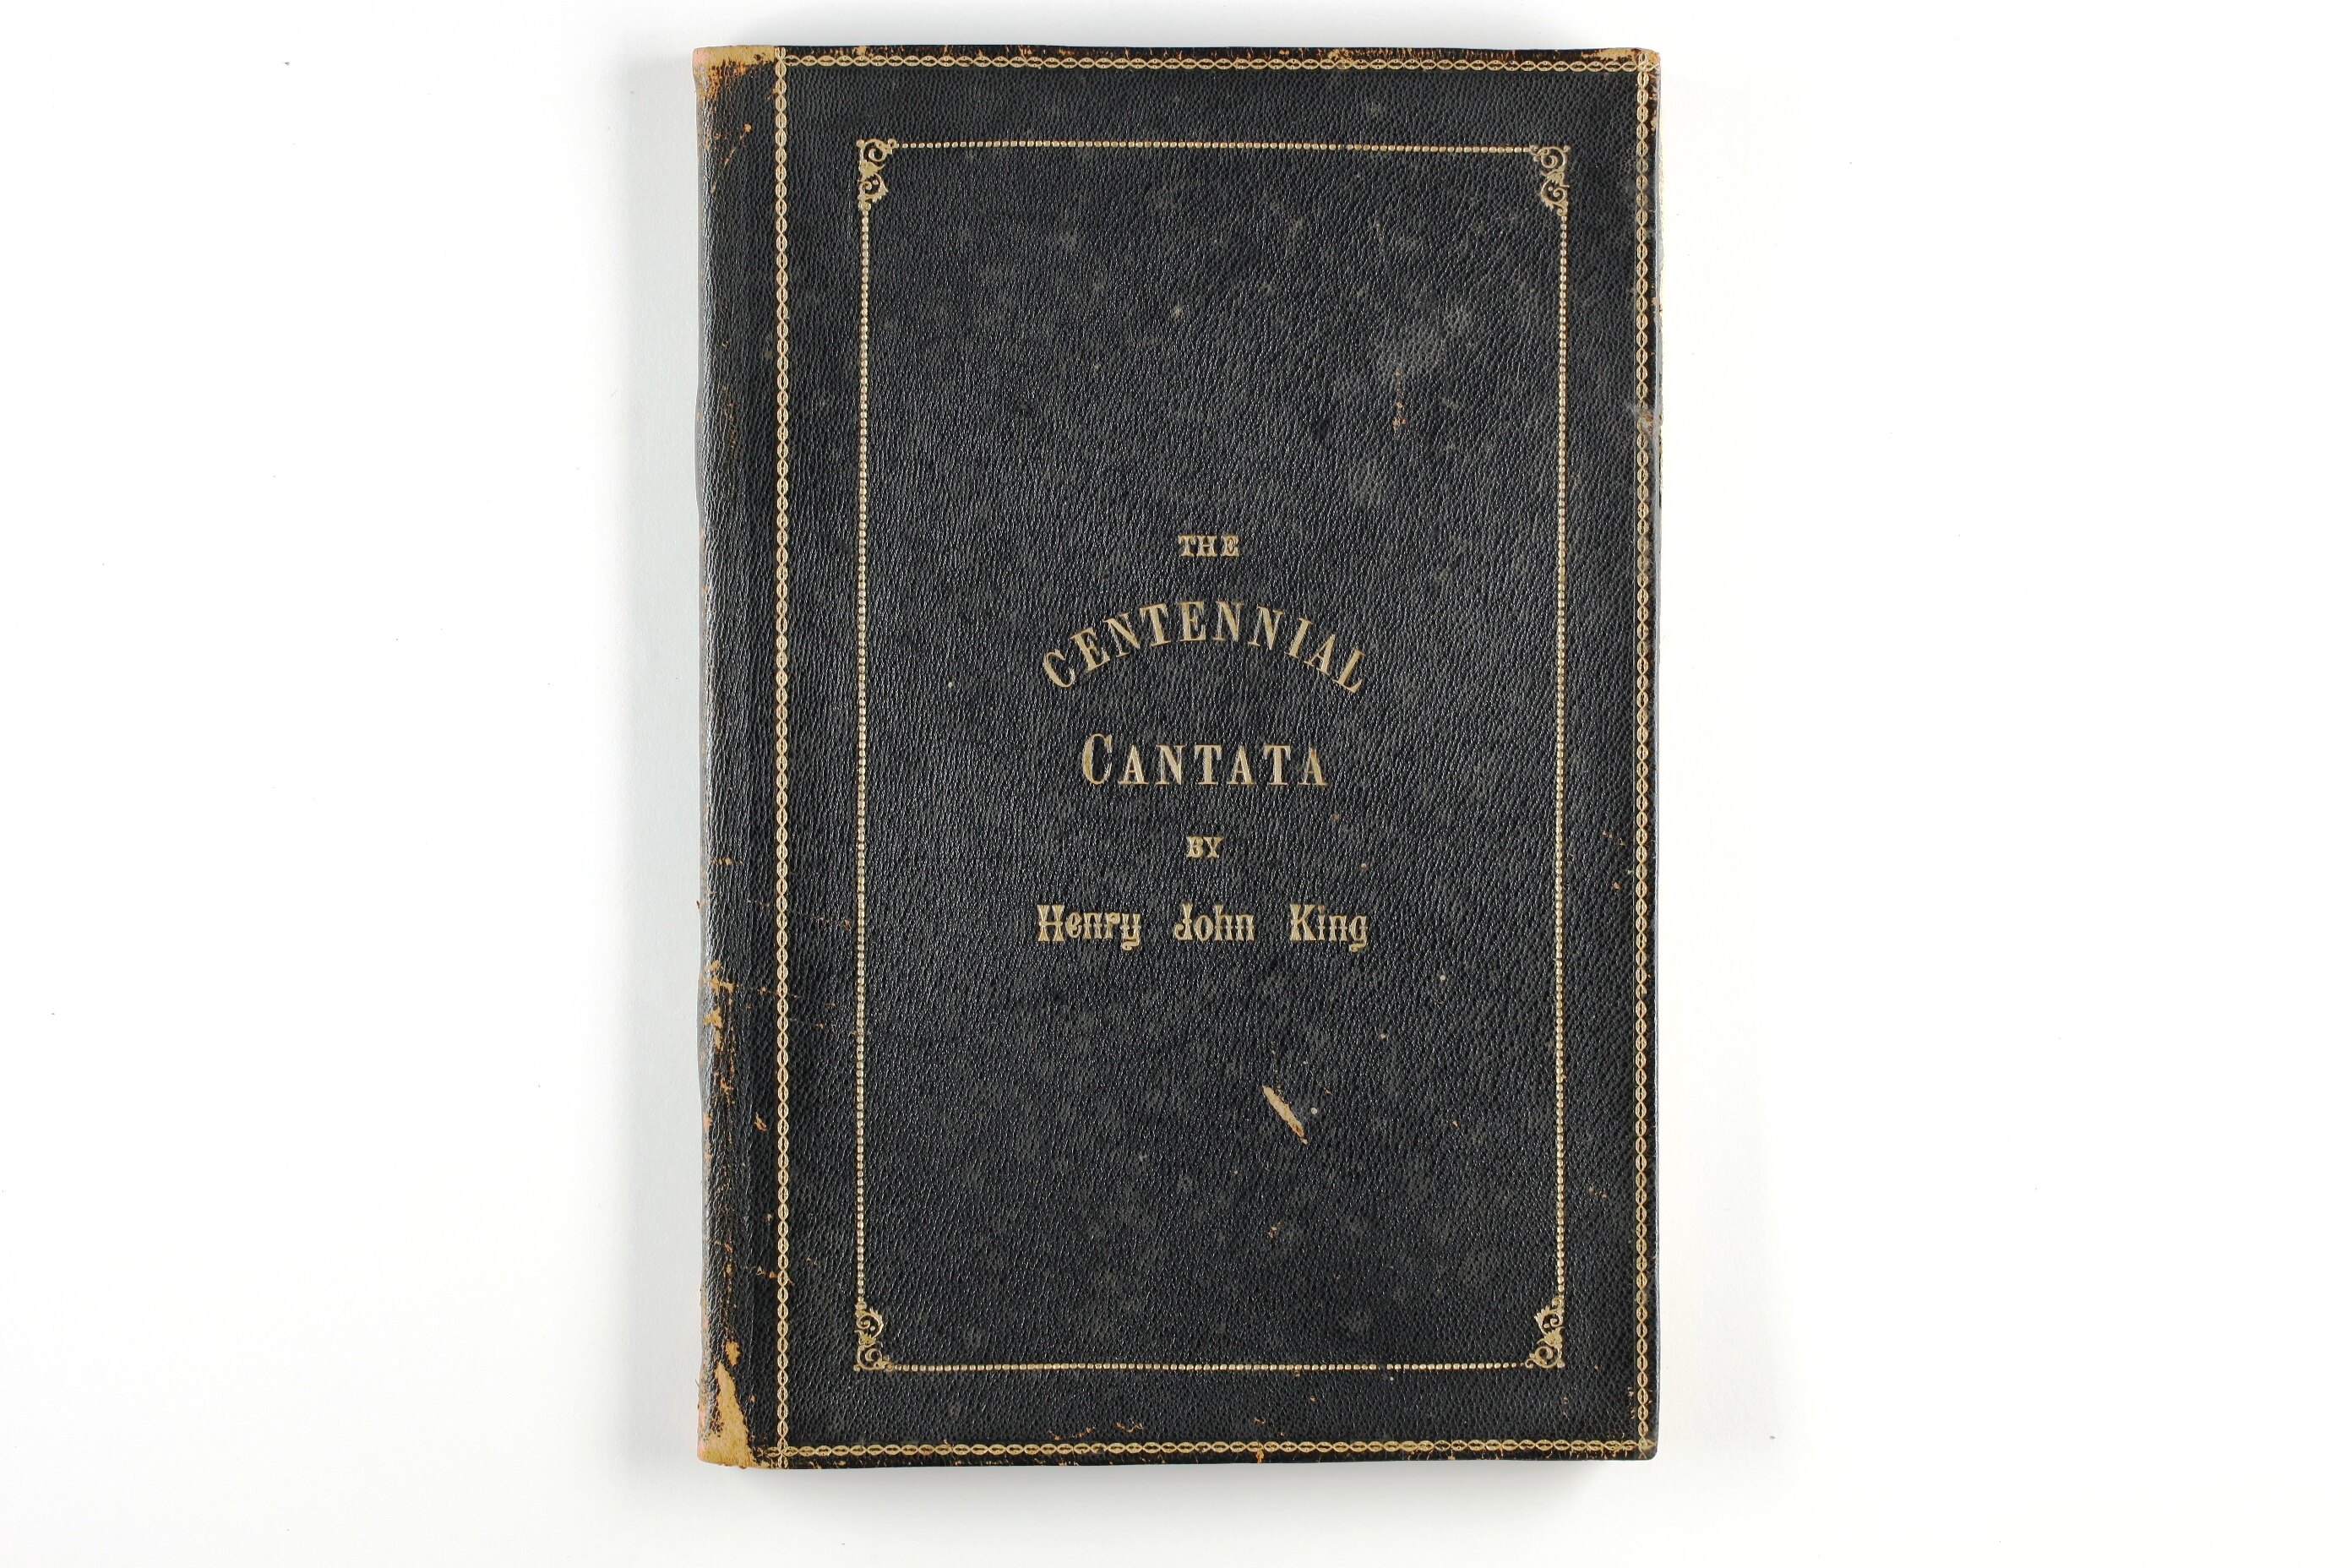 THE
CENTENNIAL
CANTATA
BY
Henry John King